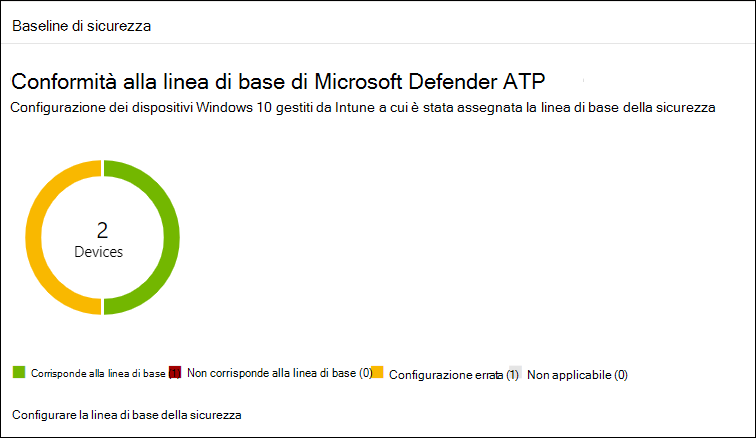 Baseline di sicurezza
Conformità alla linea di base di Microsoft Defender ATP
Configurazione dei dispositivi Windows 10 gestiti da Intune a cui è stata assegnata la linea di base della sicurezza
2
Devices
Corrisponde alla linea di base (1) Non corrisponde alla linea di base (0) Configurazione errata (1) Non applicabile (0)
Configurare la linea di base della sicurezza